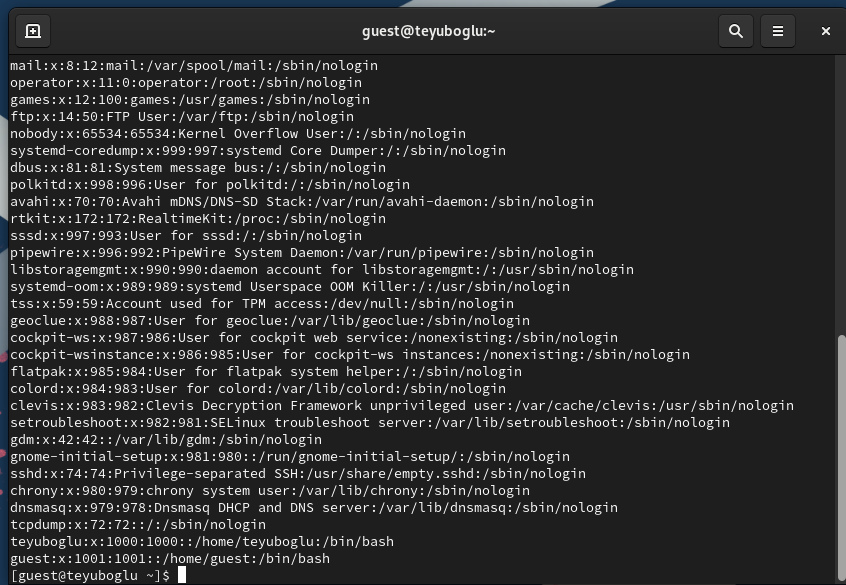 guest@teyuboglu:~
mail:x:8:12:mail:/var/spool/mail:/sbin/nologin
operator:x:11:0:operator:/root:/sbin/nologin
games:x:12:100:games:/usr/games:/sbin/nologin
ftp:x:14:50:FTP User:/var/ftp:/sbin/nologin
nobody:x:65534:65534:Kernel Overflow User:/:/sbin/nologin
systemd-coredump:x:999:997:systemd Core Dumper:/:/sbin/nologin
dbus:x:81:81:System message bus:/:/sbin/nologin
polkitd:x:998:996:User for polkitd:/:/sbin/nologin
avahi:x:70:70:Avahi mDNS/DNS-SD Stack:/var/run/avahi-daemon:/sbin/nologin
rtkit:x:172:172:RealtimeKit:/proc:/sbin/nologin
sssd:x:997:993:User for sssd:/:/sbin/nologin
pipewire:x:996:992:PipeWire System Daemon:/var/run/pipewire:/sbin/nologin
libstoragemgmt:x:990:990:daemon account for libstoragemgmt:/:/usr/sbin/nologin
systemd-oom:x:989:989:systemd Userspace OOM Killer:/:/usr/sbin/nologin
tss:x:59:59:Account used for TPM access:/dev/null:/sbin/nologin
geoclue:x:988:987:User for geoclue:/var/lib/geoclue:/sbin/nologin
cockpit-ws:x:987:986:User for cockpit web service:/nonexisting:/sbin/nologin
cockpit-wsinstance:x:986:985:User for cockpit-ws instances:/nonexisting:/sbin/nologin
flatpak:x:985:984:User for flatpak system helper:/:/sbin/nologin
colord:x:984:983:User for colord:/var/lib/colord:/sbin/nologin
clevis:x:983:982:Clevis Decryption Framework unprivileged user:/var/cache/clevis:/usr/sbin/nologin
setroubleshoot:x:982:981:SELinux troubleshoot server:/var/lib/setroubleshoot:/sbin/nologin
gdm:x:42:42::/var/lib/gdm:/sbin/nologin
gnome-initial-setup:x:981:980::/run/gnome-initial-setup/:/sbin/nologin
sshd:x:74:74:Privilege-separated SSH:/usr/share/empty.sshd:/sbin/nologin
chrony:x:980:979:chrony system user:/var/lib/chrony:/sbin/nologin
dnsmasq:x:979:978:Dnsmasq DHCP and DNS server:/var/lib/dnsmasq:/sbin/nologin
tcpdump:x:72:72::/:/sbin/nologin
teyuboglu:x:1000:1000::/home/teyuboglu:/bin/bash
guest:x:1001:1001::/home/guest:/bin/bash
[guest@teyuboglu ~]$